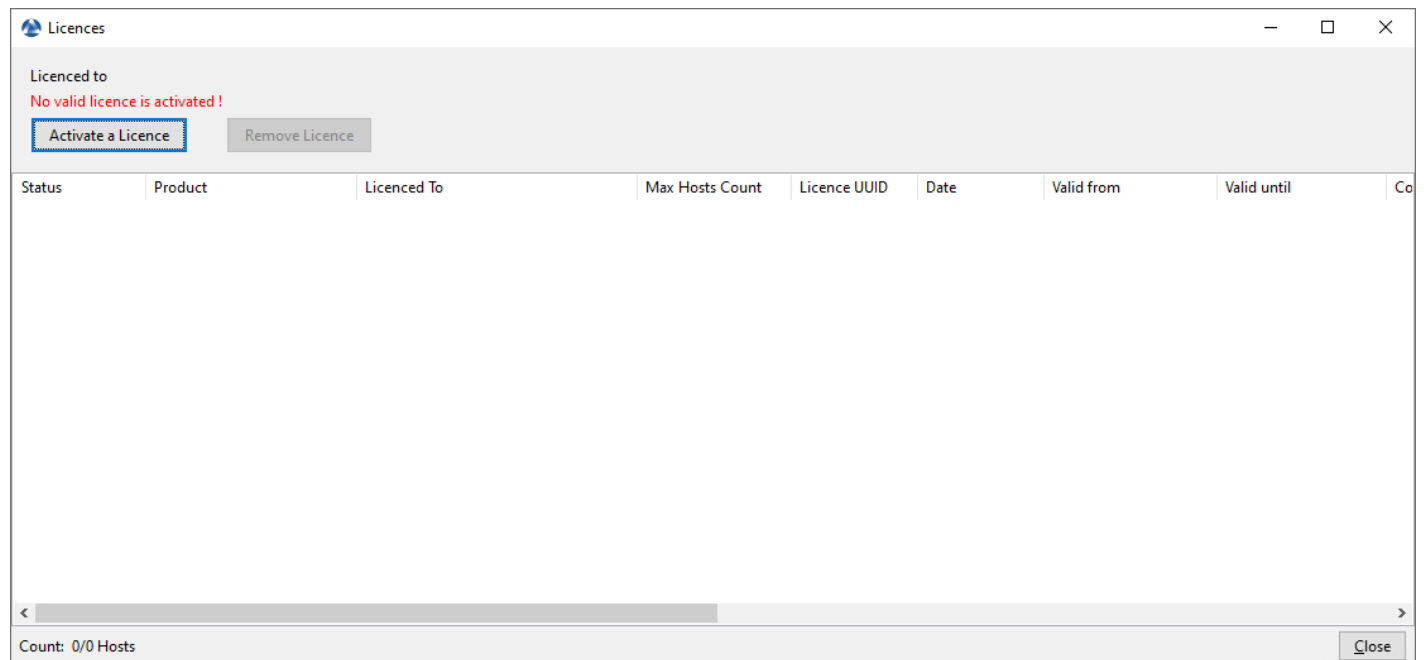 Licences
Licenced to
No valid licence is activated !
Activate a Licence Remove Licence
Status Product Licenced To Max Hosts Count Licence UUID Date Valid from Valid until Co
Count: 0/0 Hosts Close